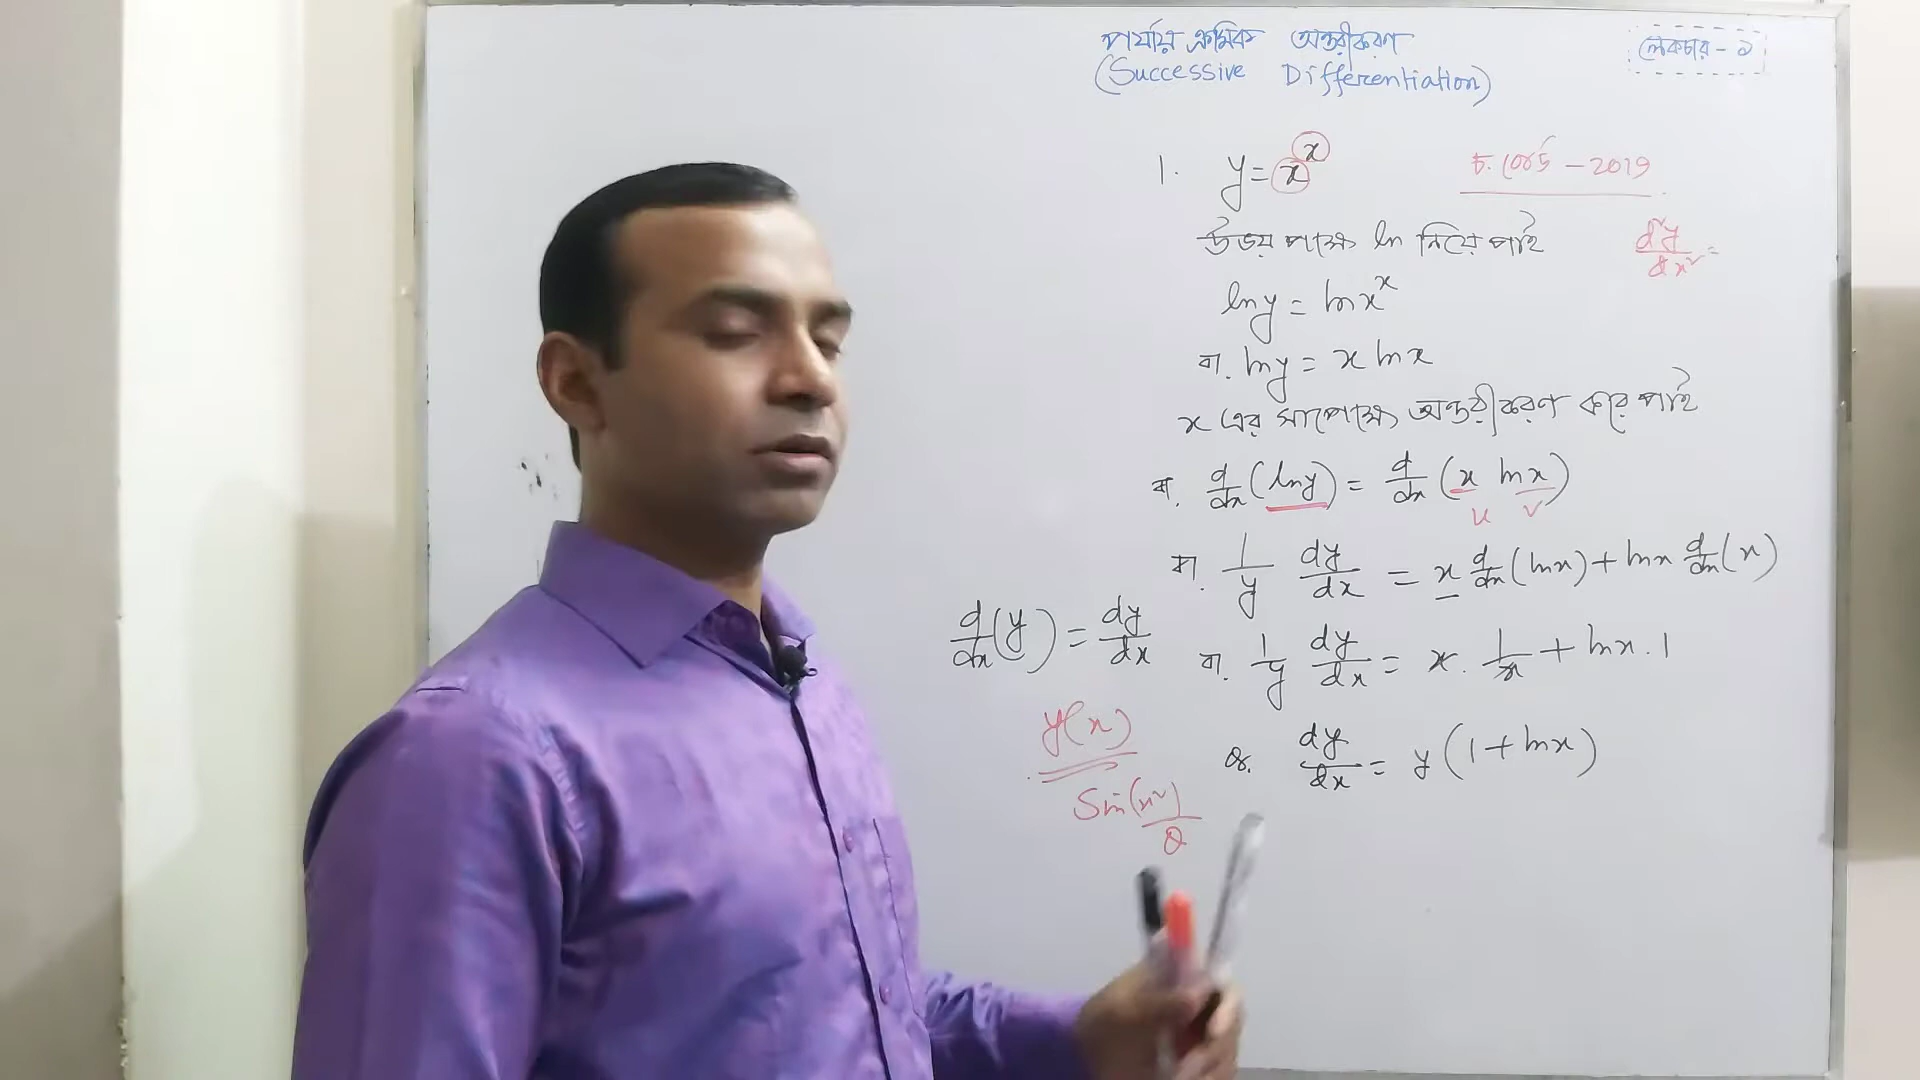 পর্যায় ক্রমিক অন্তরীকরণ
(Successive Differentiation)
লেকচার - ১
1. y = x^x
চ. বোর্ড - 2019
উভয় পক্ষে ln নিয়ে পাই
d²y/dx² =
ln y = ln x^x
বা. ln y = x ln x
x এর সাপেক্ষে অন্তরীকরণ করে পাই
বা. d/dx (ln y) = d/dx (x ln x)
u v
বা. 1/y dy/dx = x d/dx (ln x) + ln x d/dx (x)
d/dx (y) = dy/dx
বা. 1/y dy/dx = x . 1/x + ln x . 1
y(x)
Sin(x²)
θ
বা. dy/dx = y (1 + ln x)